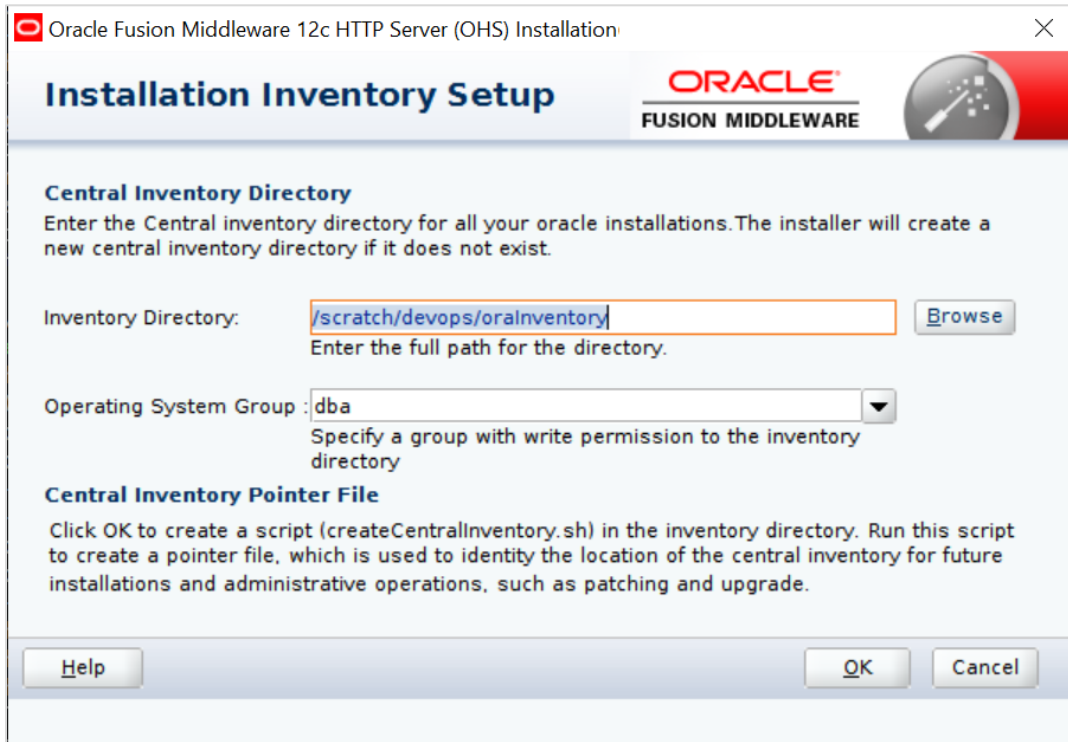 Oracle Fusion Middleware 12c HTTP Server (OHS) Installation
Installation Inventory Setup
ORACLE
FUSION MIDDLEWARE
Central Inventory Directory
Enter the Central inventory directory for all your oracle installations.The installer will create a
new central inventory directory if it does not exist.
Inventory Directory: /scratch/devops/oraInventory Browse
Enter the full path for the directory.
Operating System Group : dba
Specify a group with write permission to the inventory
directory
Central Inventory Pointer File
Click OK to create a script (createCentralInventory.sh) in the inventory directory. Run this script
to create a pointer file, which is used to identity the location of the central inventory for future
installations and administrative operations, such as patching and upgrade.
Help OK Cancel